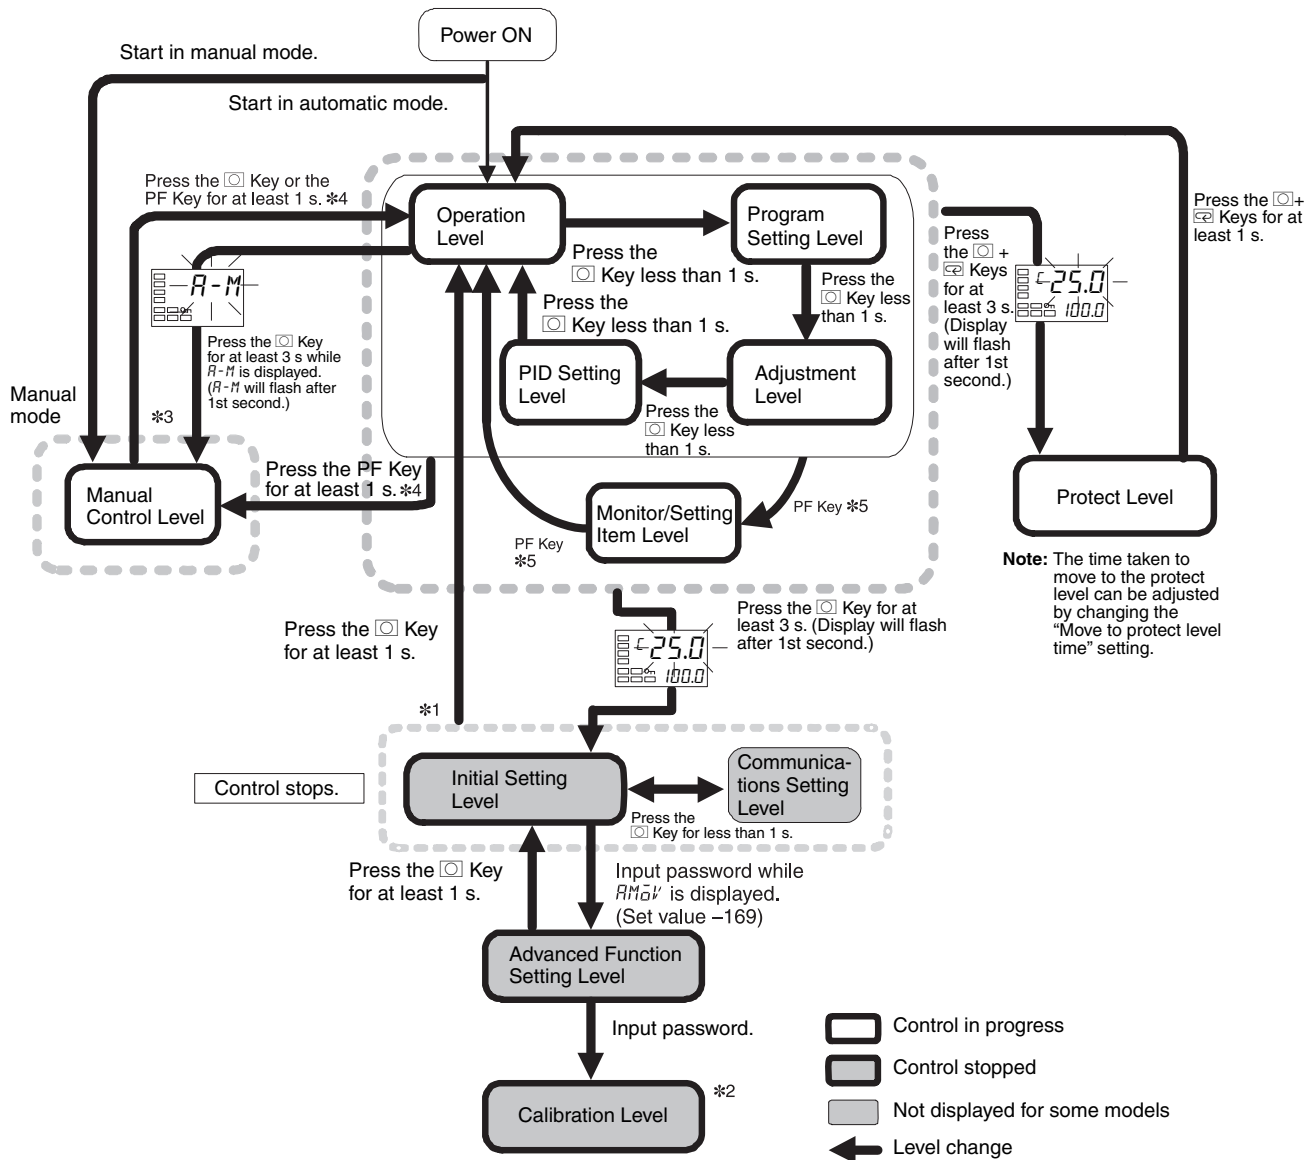 Power ON
Start in manual mode.
Start in automatic mode.
Press the Key or the
PF Key for at least 1 s. *4
Operation
Level
Program
Setting Level
Press the
Key less than 1 s.
Press the
Key less
than 1 s.
Press the
Key less than 1 s.
PID Setting
Level
Adjustment
Level
Press the
Key less
than 1 s.
A-M
Press the Key
for at least 3 s while
A-M is displayed.
(A-M will flash after
1st second.)
*3
Manual
mode
Manual
Control Level
Press the PF Key
for at least 1 s. *4
Monitor/Setting
Item Level
PF Key *5
PF Key
*5
Press
the +
Keys
for at
least 3 s.
(Display
will flash
after 1st
second.)
C 25.0
100.0
Press the +
Keys for at
least 1 s.
Protect Level
Note: The time taken to
move to the protect
level can be adjusted
by changing the
“Move to protect level
time” setting.
Press the Key
for at least 1 s.
*1
Press the Key for at
least 3 s. (Display will flash
after 1st second.)
C 25.0
100.0
Control stops.
Initial Setting
Level
Communica-
tions Setting
Level
Press the
Key for less than 1 s.
Press the Key
for at least 1 s.
Input password while
AMOV is displayed.
(Set value –169)
Advanced Function
Setting Level
Input password.
Calibration Level
*2
Control in progress
Control stopped
Not displayed for some models
Level change